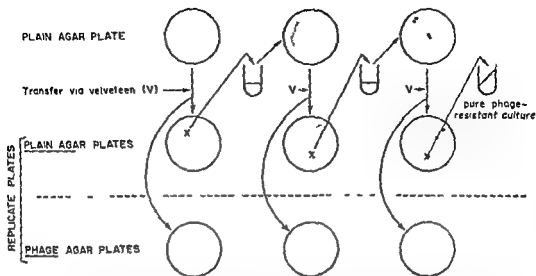 PLAIN AGAR PLATE
Transfer via velveteen (V)
V
V
pure phage-
resistant culture
PLAIN AGAR PLATES
x
x
x
REPLICATE PLATES
PHAGE AGAR PLATES